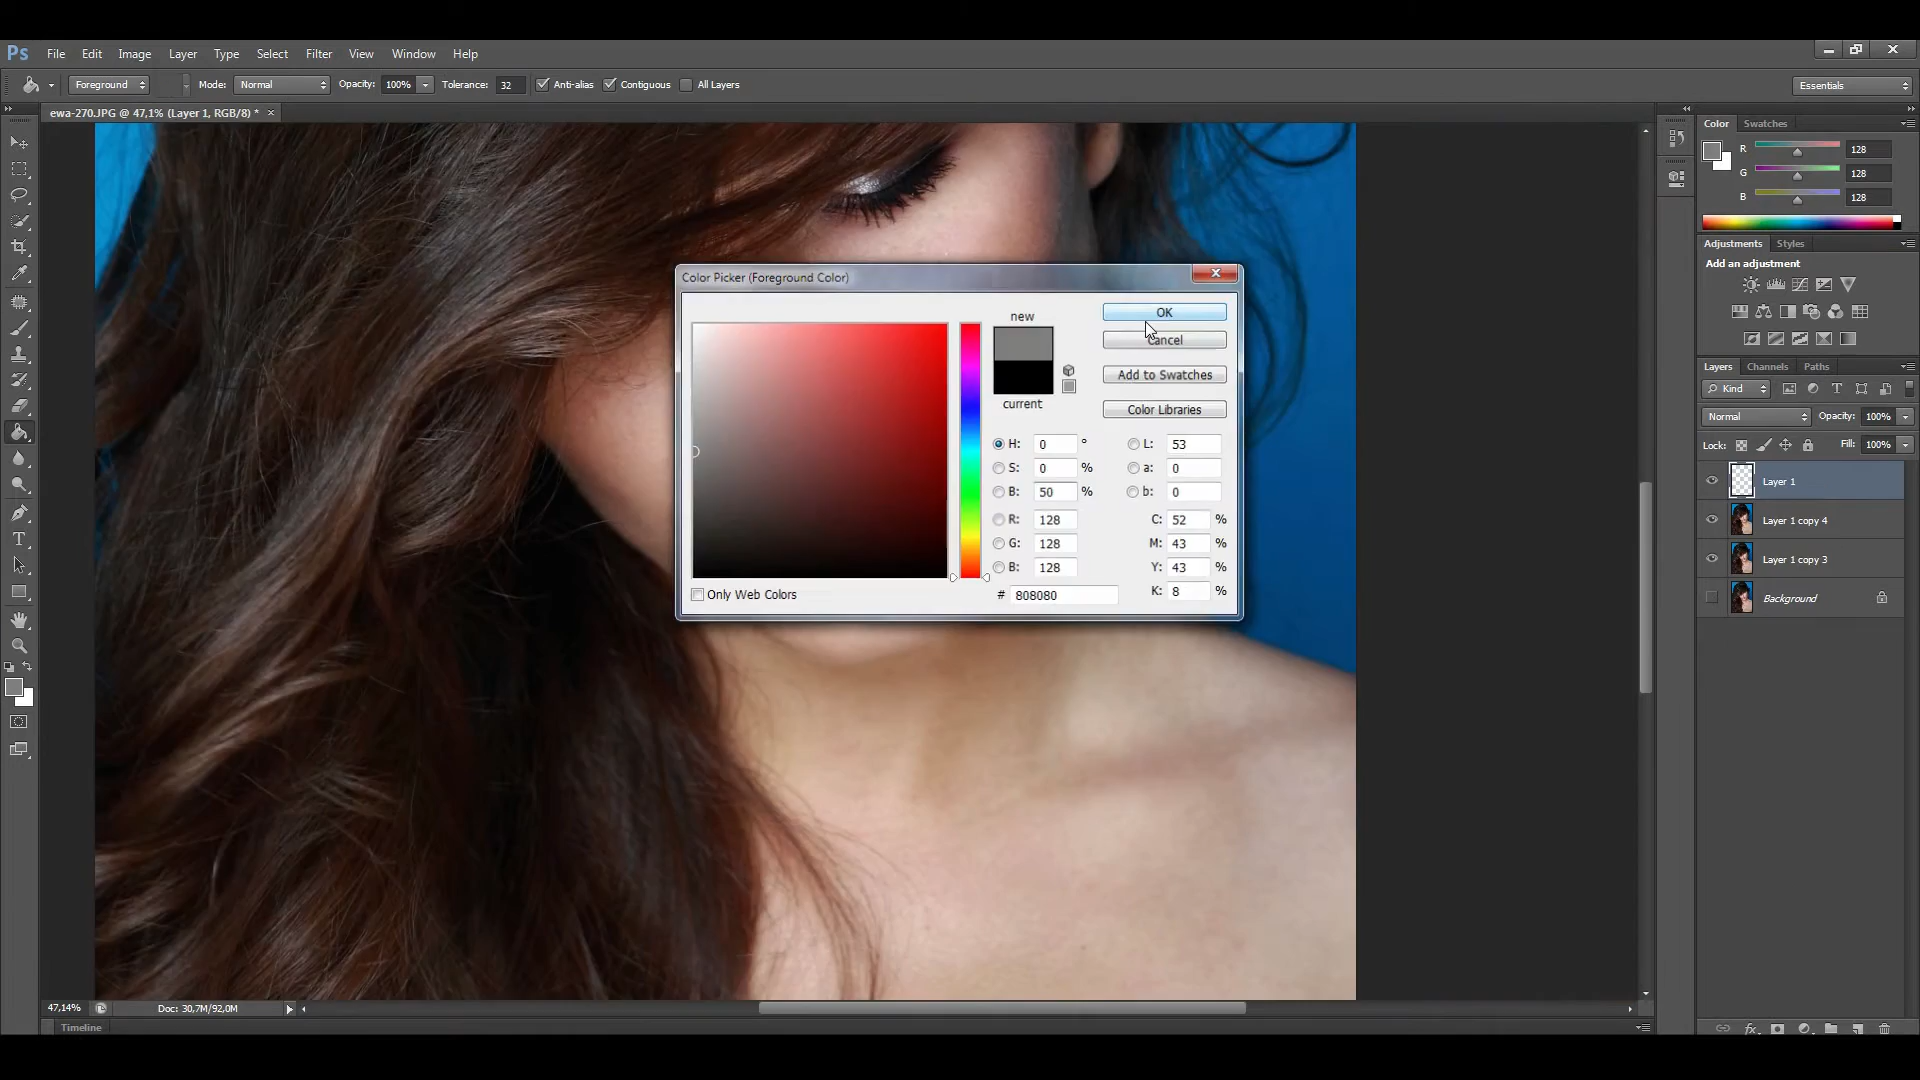 Ps File Edit Image Layer Type Select Filter View Window Help
Foreground Mode: Normal Opacity: 100% Tolerance: 32 Anti-alias Contiguous All Layers Essentials
ewa-270.JPG @ 47,1% (Layer 1, RGB/8) *
Color Swatches
R 128
G 128
B 128
Adjustments Styles
Add an adjustment
Color Picker (Foreground Color)
new
current
OK
Cancel
Add to Swatches
Color Libraries
H: 0 ° L: 53
S: 0 % a: 0
B: 50 % b: 0
R: 128 C: 52 %
G: 128 M: 43 %
B: 128 Y: 43 %
# 808080 K: 8 %
Only Web Colors
Layers Channels Paths
Kind
Normal Opacity: 100%
Lock: Fill: 100%
Layer 1
Layer 1 copy 4
Layer 1 copy 3
Background
47,14% Doc: 30,7M/92,0M
Timeline